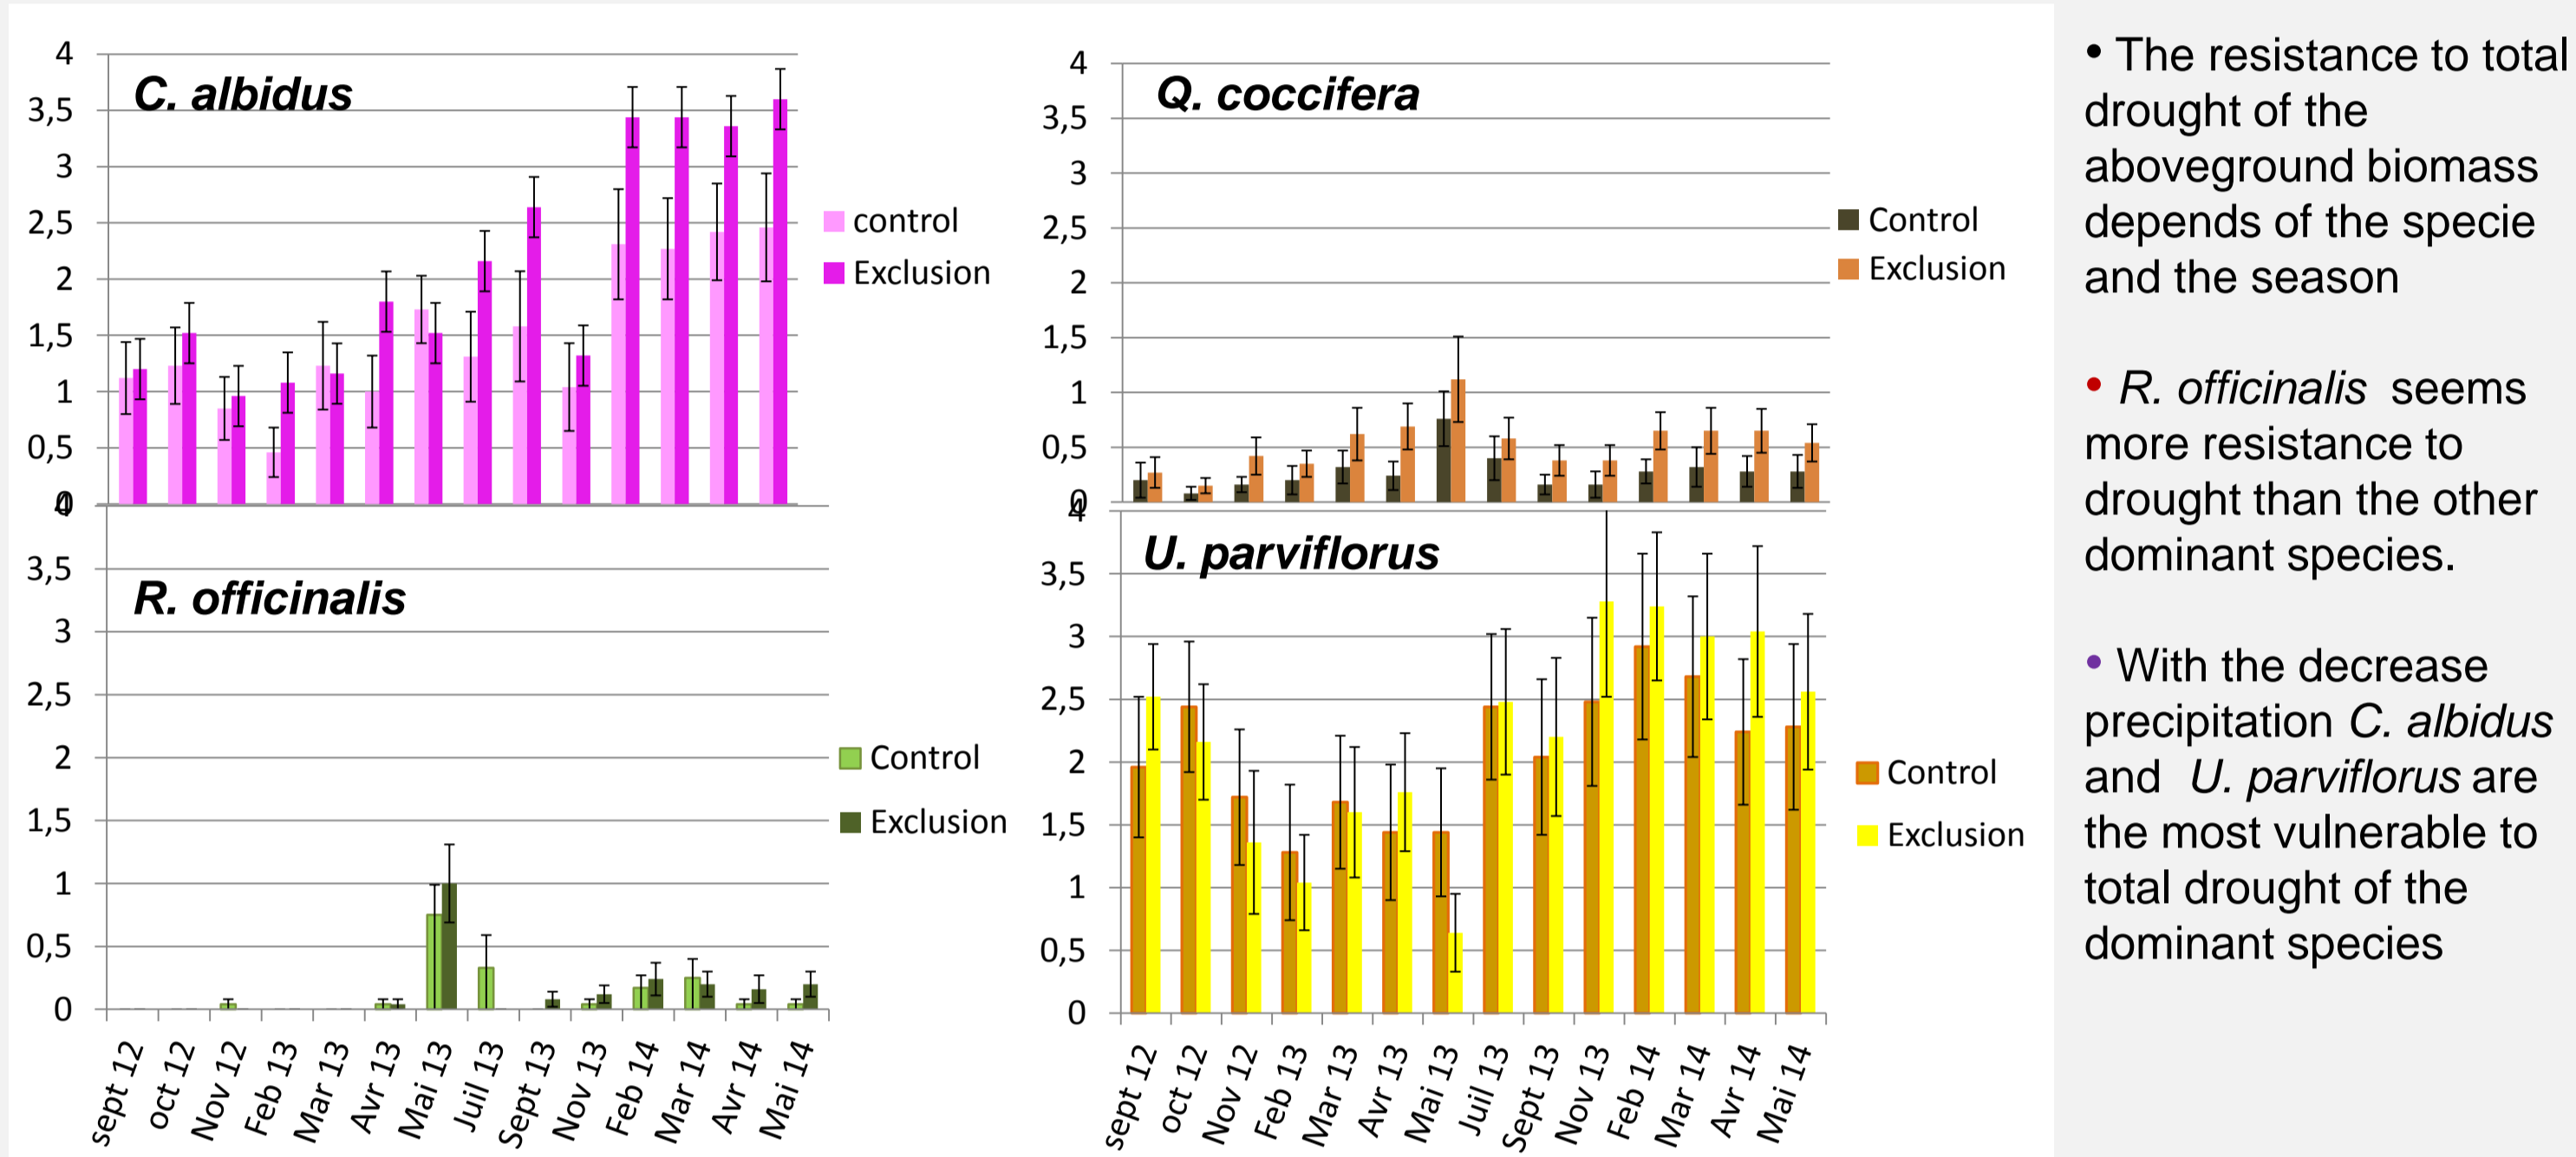 C. albidus
4
3,5
3
2,5
2
1,5
1
0,5
0
control
Exclusion
Q. coccifera
4
3,5
3
2,5
2
1,5
1
0,5
0
Control
Exclusion
R. officinalis
4
3,5
3
2,5
2
1,5
1
0,5
0
Control
Exclusion
sept 12
oct 12
Nov 12
Feb 13
Mar 13
Avr 13
Mai 13
Juil 13
Sept 13
Nov 13
Feb 14
Mar 14
Avr 14
Mai 14
U. parviflorus
4
3,5
3
2,5
2
1,5
1
0,5
0
Control
Exclusion
sept 12
oct 12
Nov 12
Feb 13
Mar 13
Avr 13
Mai 13
Juil 13
Sept 13
Nov 13
Feb 14
Mar 14
Avr 14
Mai 14
• The resistance to total
drought of the
aboveground biomass
depends of the specie
and the season
• R. officinalis seems
more resistance to
drought than the other
dominant species.
• With the decrease
precipitation C. albidus
and U. parviflorus are
the most vulnerable to
total drought of the
dominant species